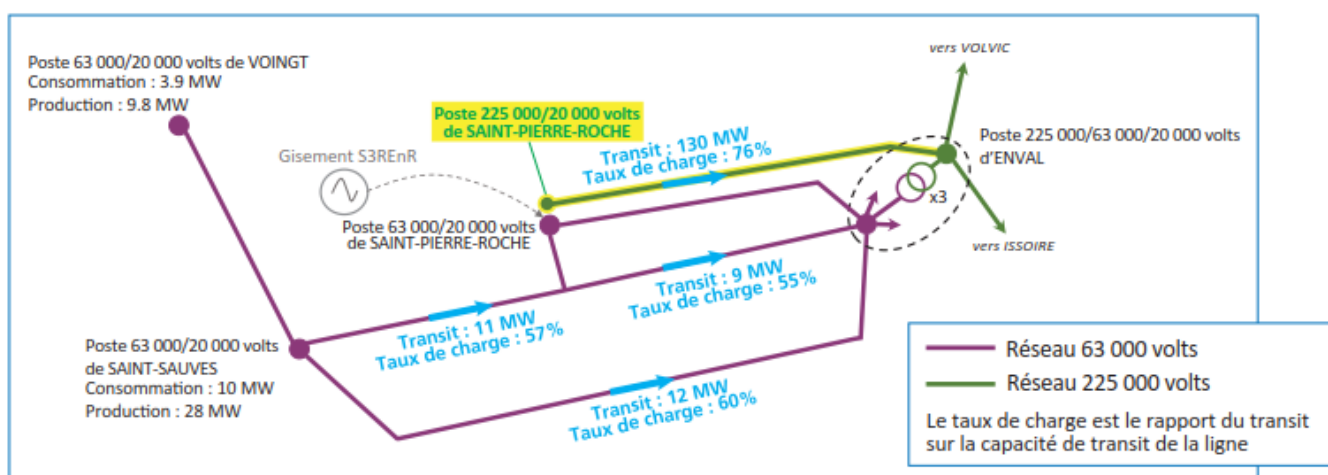 Poste 63 000/20 000 volts de VOINGT
Consommation : 3.9 MW
Production : 9.8 MW
Gisement S3REnR
Poste 225 000/20 000 volts
de SAINT-PIERRE-ROCHE
Transit : 130 MW
Taux de charge : 76%
vers VOLVIC
Poste 225 000/63 000/20 000 volts
d’ENVAL
x3
vers ISSOIRE
Poste 63 000/20 000 volts
de SAINT-PIERRE-ROCHE
Transit : 9 MW
Taux de charge : 55%
Transit : 11 MW
Taux de charge : 57%
Poste 63 000/20 000 volts
de SAINT-SAUVES
Consommation : 10 MW
Production : 28 MW
Transit : 12 MW
Taux de charge : 60%
Réseau 63 000 volts
Réseau 225 000 volts
Le taux de charge est le rapport du transit
sur la capacité de transit de la ligne